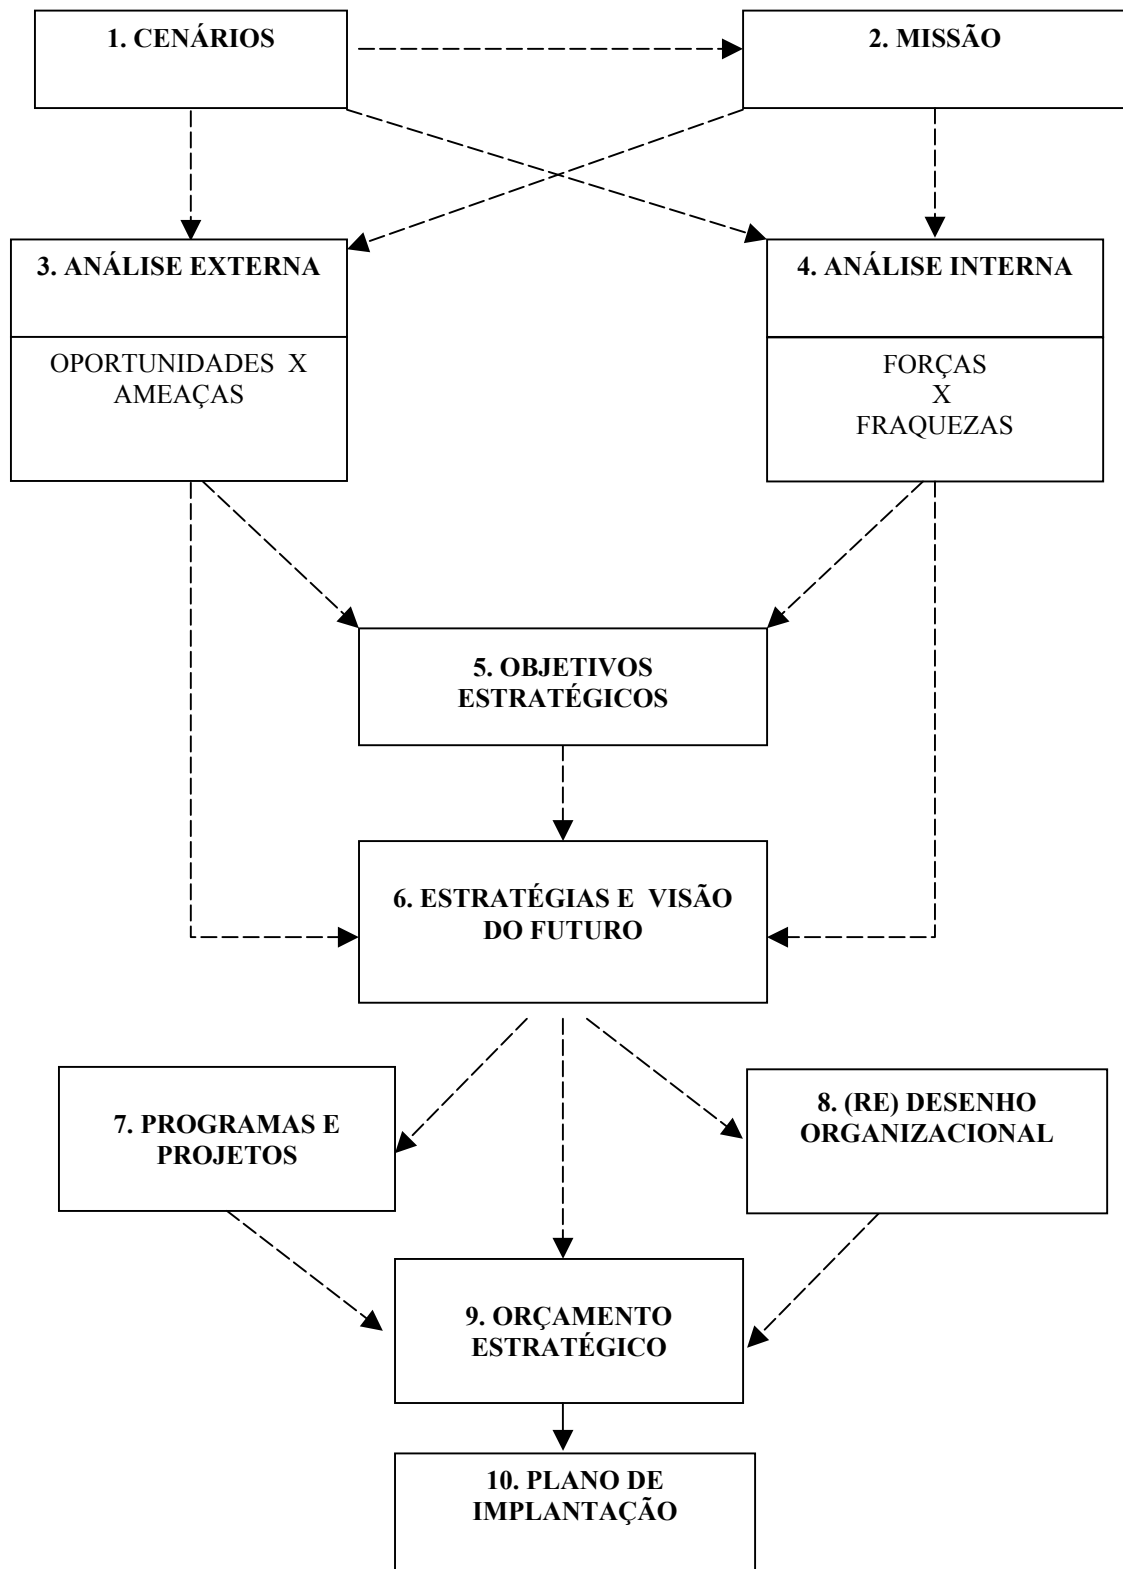 1. CENÁRIOS
2. MISSÃO
3. ANÁLISE EXTERNA
OPORTUNIDADES X
AMEAÇAS
4. ANÁLISE INTERNA
FORÇAS
X
FRAQUEZAS
5. OBJETIVOS
ESTRATÉGICOS
6. ESTRATÉGIAS E VISÃO
DO FUTURO
7. PROGRAMAS E
PROJETOS
8. (RE) DESENHO
ORGANIZACIONAL
9. ORÇAMENTO
ESTRATÉGICO
10. PLANO DE
IMPLANTAÇÃO